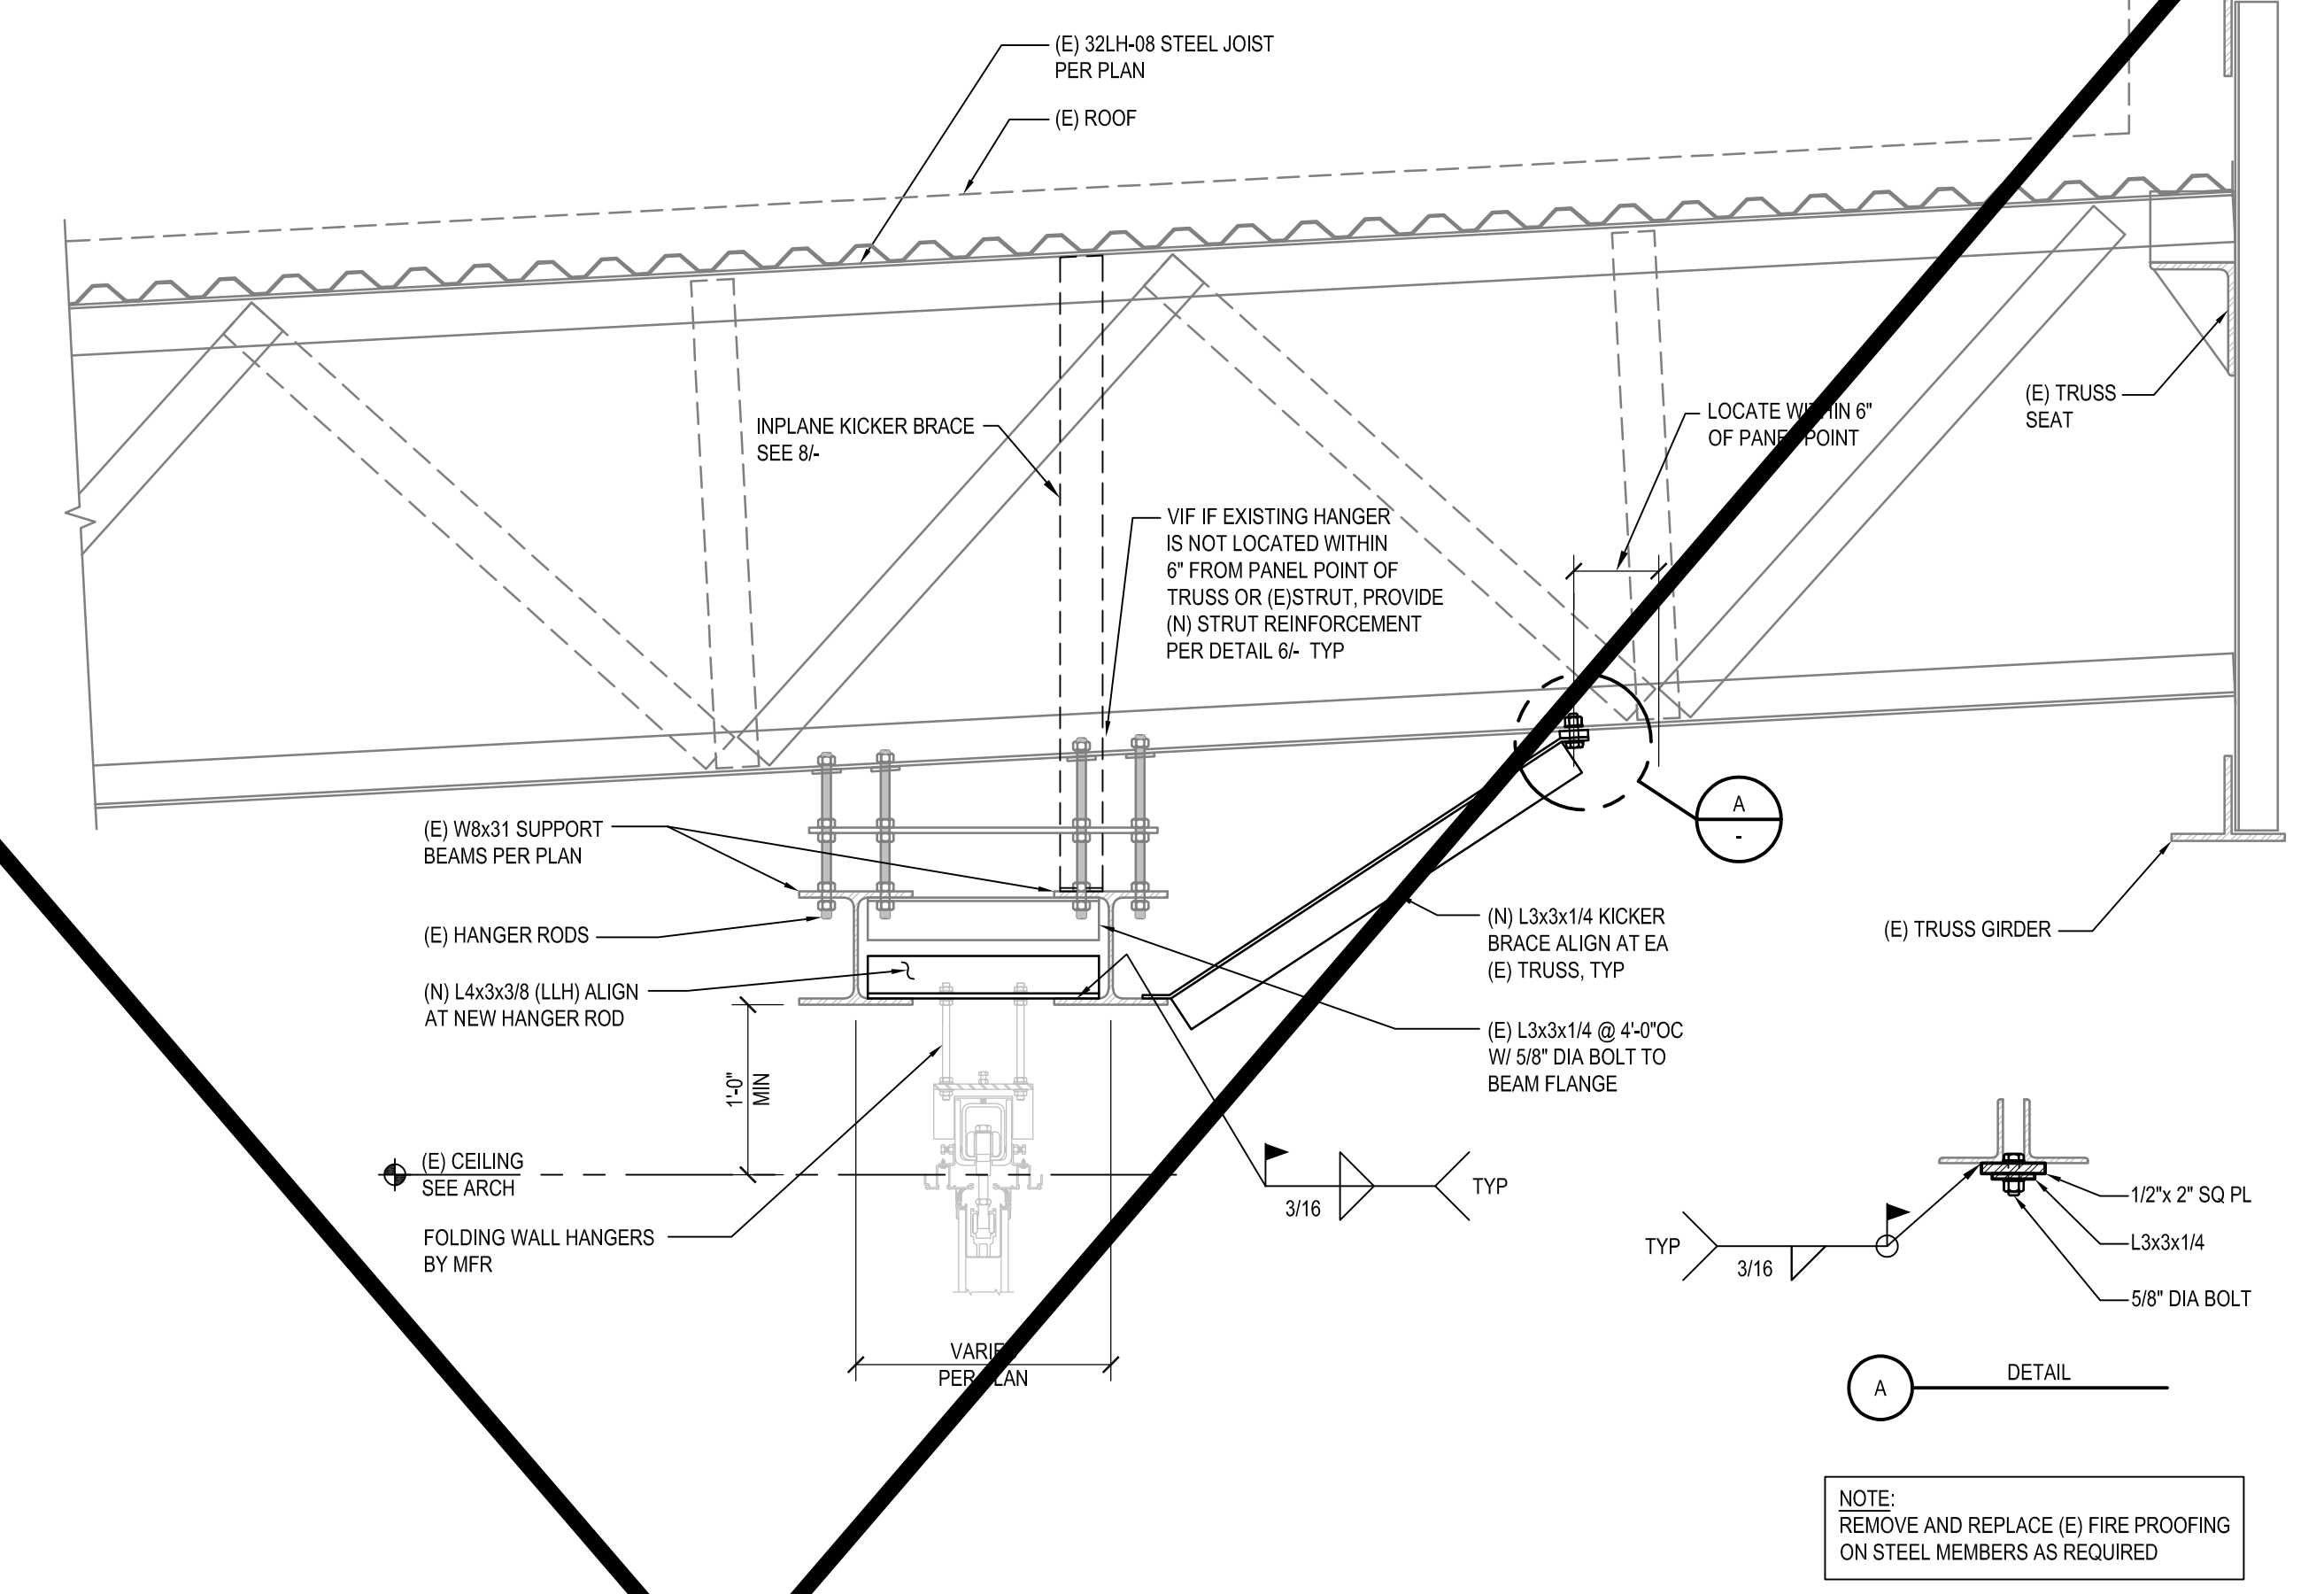 (E) 32LH-08 STEEL JOIST
PER PLAN
(E) ROOF
INPLANE KICKER BRACE
SEE 8/-
LOCATE WITHIN 6"
OF PANEL POINT
(E) TRUSS
SEAT
VIF IF EXISTING HANGER
IS NOT LOCATED WITHIN
6" FROM PANEL POINT OF
TRUSS OR (E)STRUT, PROVIDE
(N) STRUT REINFORCEMENT
PER DETAIL 6/- TYP
A
-
(E) W8x31 SUPPORT
BEAMS PER PLAN
(E) HANGER RODS
(N) L4x3x3/8 (LLH) ALIGN
AT NEW HANGER ROD
(N) L3x3x1/4 KICKER
BRACE ALIGN AT EA
(E) TRUSS, TYP
(E) TRUSS GIRDER
(E) L3x3x1/4 @ 4'-0"OC
W/ 5/8" DIA BOLT TO
BEAM FLANGE
1'-0"
MIN
(E) CEILING
SEE ARCH
FOLDING WALL HANGERS
BY MFR
3/16
TYP
VARIES
PER PLAN
TYP
3/16
1/2"x 2" SQ PL
L3x3x1/4
5/8" DIA BOLT
A
DETAIL
NOTE:
REMOVE AND REPLACE (E) FIRE PROOFING
ON STEEL MEMBERS AS REQUIRED